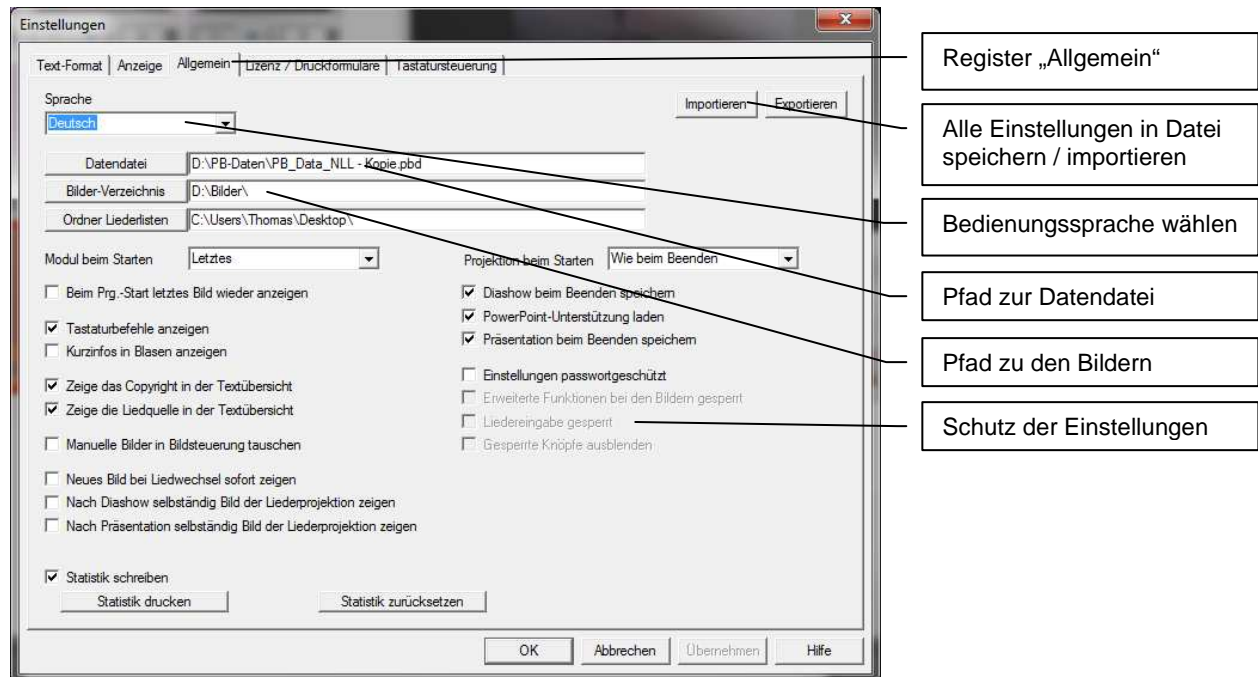 Einstellungen
Text-Format Anzeige Allgemein Lizenz / Druckformulare Tastatursteuerung
Sprache
Deutsch
Importieren Exportieren
Datendatei D:\PB-Daten\PB_Data_NLL - Kopie.pbd
Bilder-Verzeichnis D:\Bilder\
Ordner Liederlisten C:\Users\Thomas\Desktop\
Modul beim Starten Letztes
Projektion beim Starten Wie beim Beenden
Beim Prg.-Start letztes Bild wieder anzeigen
Tastaturbefehle anzeigen
Kurzinfos in Blasen anzeigen
Zeige das Copyright in der Textübersicht
Zeige die Liedquelle in der Textübersicht
Manuelle Bilder in Bildsteuerung tauschen
Neues Bild bei Liedwechsel sofort zeigen
Nach Diashow selbständig Bild der Liederprojektion zeigen
Nach Präsentation selbständig Bild der Liederprojektion zeigen
Diashow beim Beenden speichern
PowerPoint-Unterstützung laden
Präsentation beim Beenden speichern
Einstellungen passwortgeschützt
Erweiterte Funktionen bei den Bildern gesperrt
Liedereingabe gesperrt
Gesperrte Knöpfe ausblenden
Statistik schreiben
Statistik drucken Statistik zurücksetzen
OK Abbrechen Übernehmen Hilfe
Register „Allgemein“
Alle Einstellungen in Datei
speichern / importieren
Bedienungssprache wählen
Pfad zur Datendatei
Pfad zu den Bildern
Schutz der Einstellungen